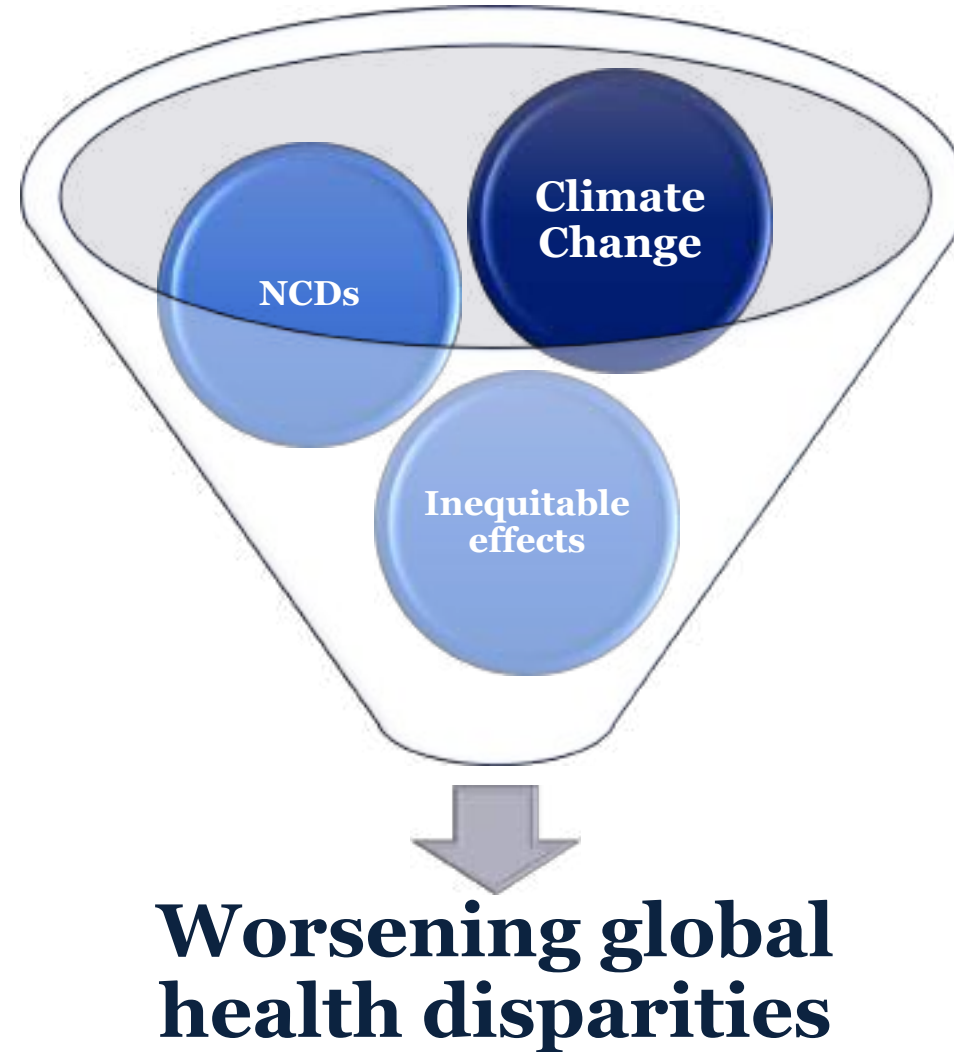 Climate
Change
NCDs
Inequitable
effects
Worsening global
health disparities